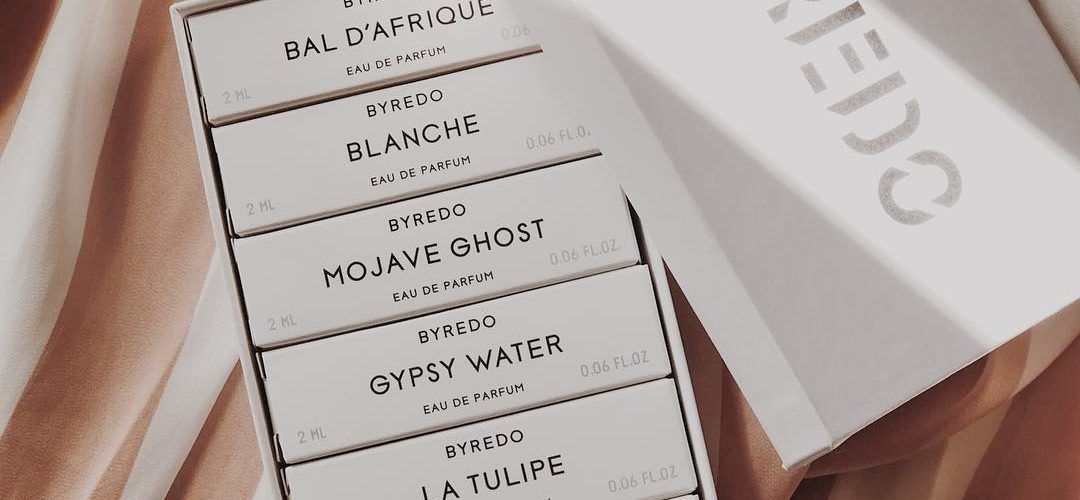 BAL D'AFRIQUE
EAU DE PARFUM
2 ML
0.06
BYREDO
BLANCHE
EAU DE PARFUM
2 ML
0.06 FL.O
BYREDO
MOJAVE GHOST
EAU DE PARFUM
2 ML
0.06 FL.OZ.
BYREDO
GYPSY WATER
EAU DE PARFUM
2 ML
0.06 FL.OZ
BYREDO
LA TULIPE
0.06 FL.OZ